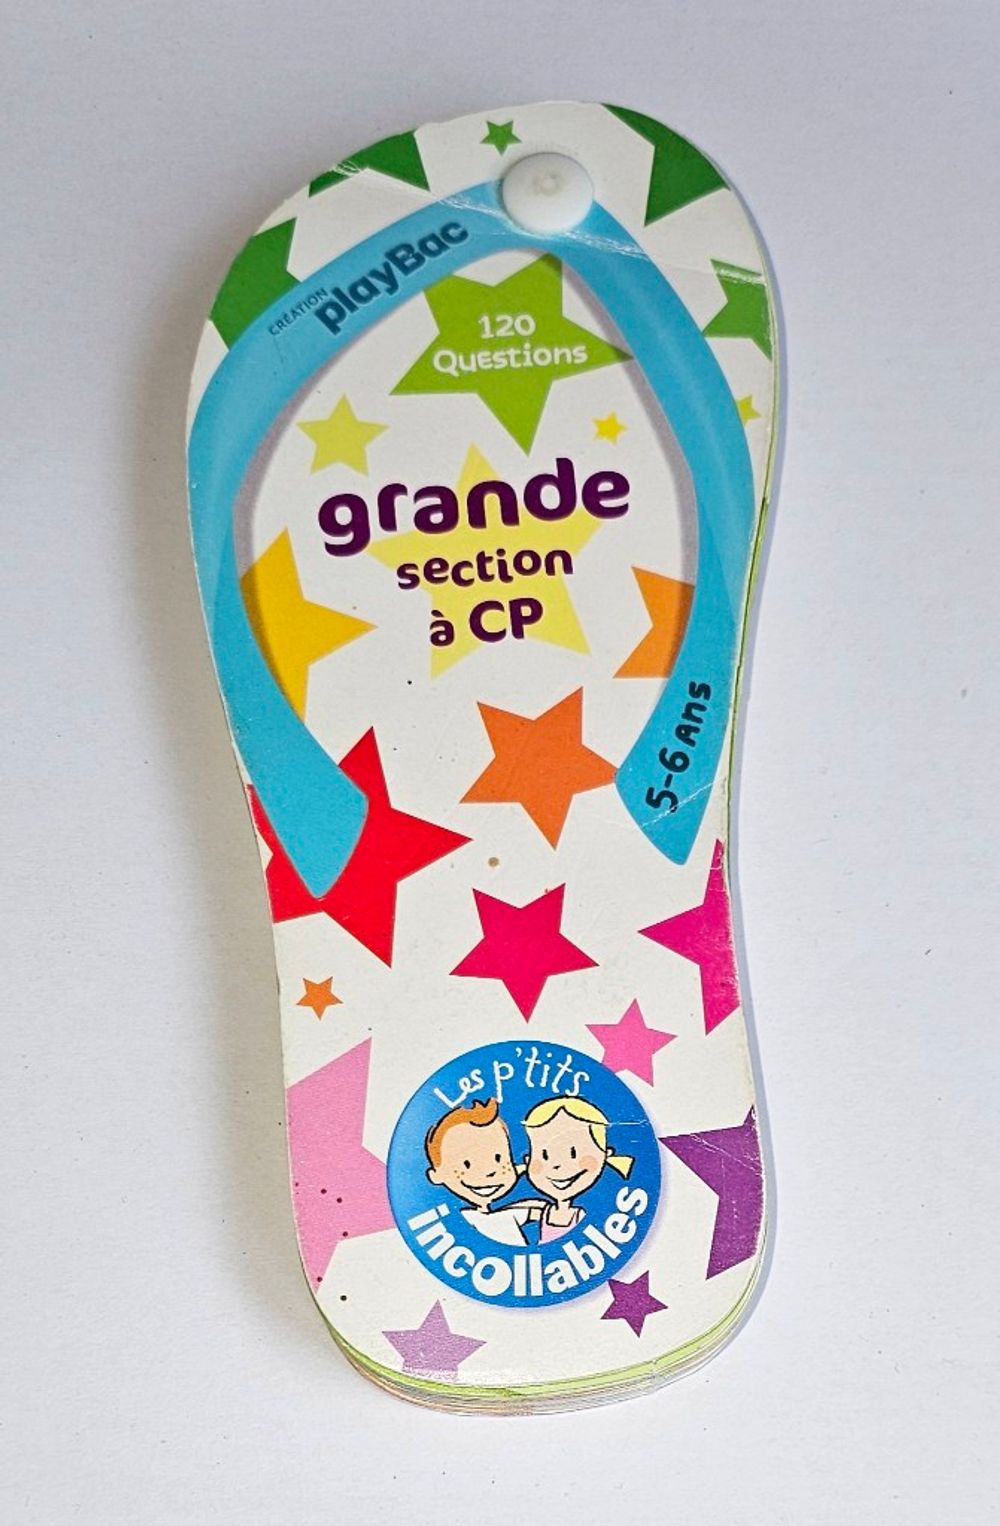 CRÉATION
playBac
120
Questions
grande
section
à CP
5-6 Ans
Les p'tits
incollables